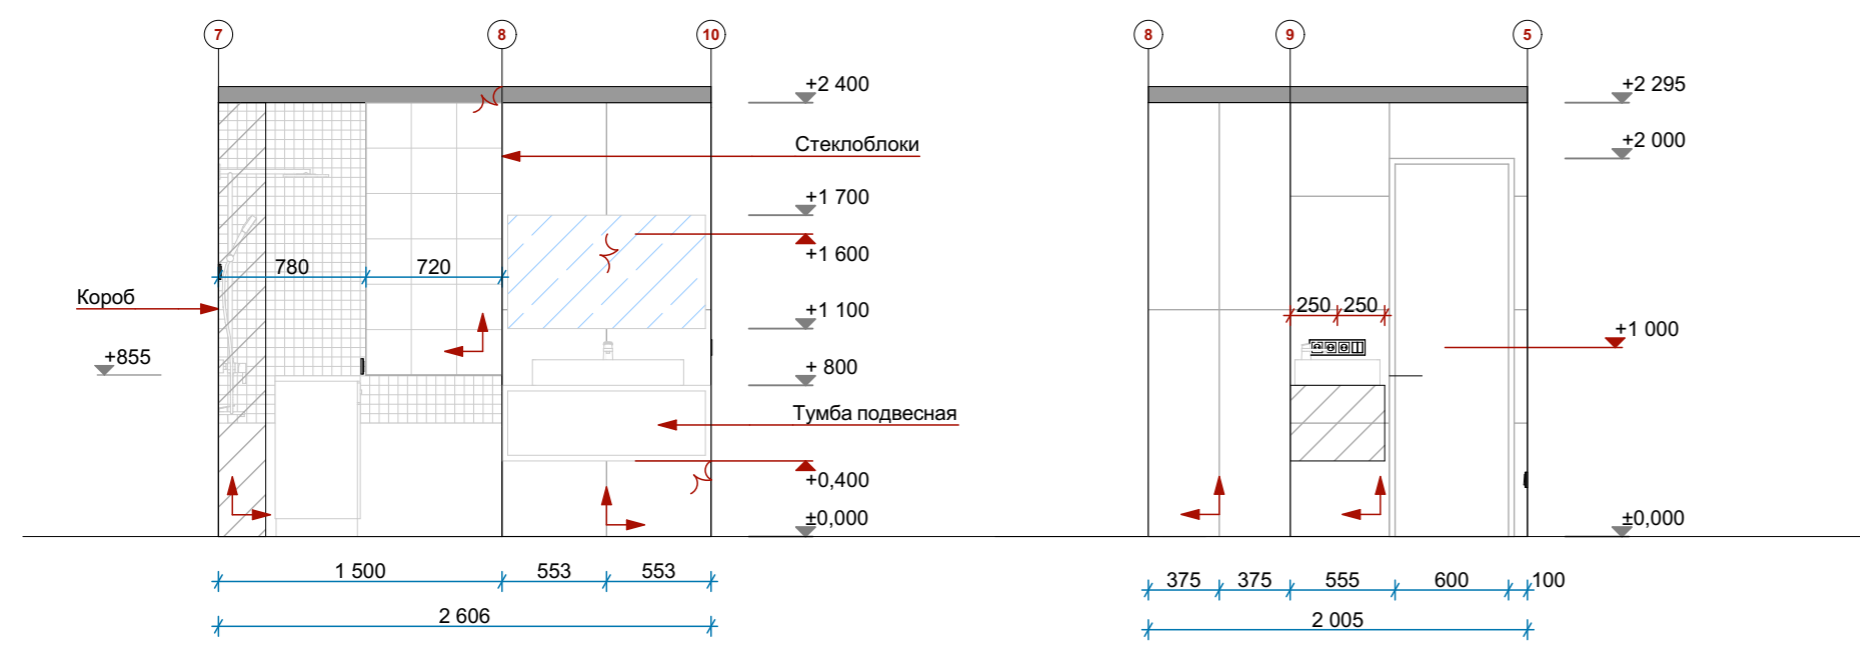 7 8 10
+2 400
Стеклоблоки
+1 700
+1 600
780 720
Короб
+1 100
+855
+ 800
Тумба подвесная
+0,400
±0,000
1 500 553 553
2 606
8 9 5
+2 295
+2 000
250 250
+1 000
±0,000
375 375 555 600 100
2 005